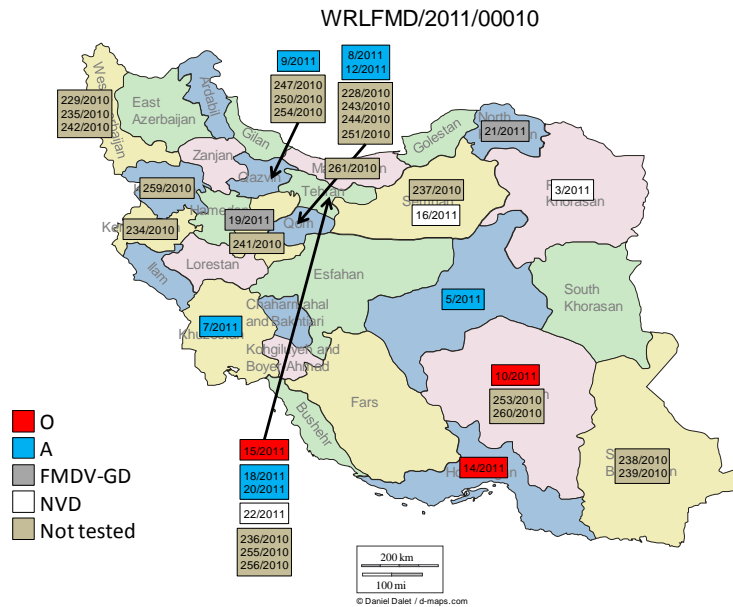 WRLFMD/2011/00010
9/2011
8/2011
12/2011
247/2010
250/2010
254/2010
228/2010
243/2010
244/2010
251/2010
229/2010
235/2010
242/2010
East
Azerbaijan
Ardabil
Gilan
Golestan
North
21/2011
Zanjan
Qazvin
261/2010
Tehran
237/2010
16/2011
3/2011
Khorasan
259/2010
234/2010
19/2011
241/2010
Qom
Ilam
Lorestan
Esfahan
5/2011
South
Khorasan
7/2011
Chaharmahal
and Bakhtiari
Kohgiluyeh and
Boyer Ahmad
Fars
Bushehr
10/2011
253/2010
260/2010
14/2011
238/2010
239/2010
15/2011
18/2011
20/2011
22/2011
236/2010
255/2010
256/2010
O
A
FMDV-GD
NVD
Not tested
200 km
100 mi
© Daniel Dalet / d-maps.com